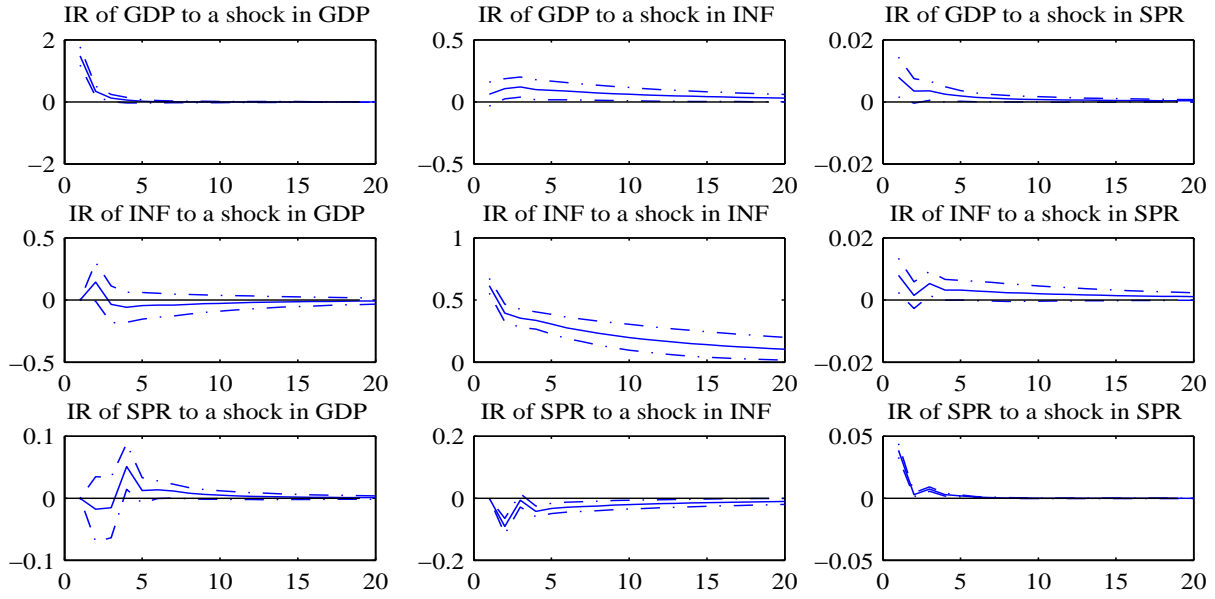 IR of GDP to a shock in GDP
IR of GDP to a shock in INF
IR of GDP to a shock in SPR
2
0
−2
0 5 10 15 20
0.5
0
−0.5
0 5 10 15 20
0.02
0
−0.02
0 5 10 15 20
IR of INF to a shock in GDP
IR of INF to a shock in INF
IR of INF to a shock in SPR
0.5
0
−0.5
0 5 10 15 20
1
0.5
0
0 5 10 15 20
0.02
0
−0.02
0 5 10 15 20
IR of SPR to a shock in GDP
IR of SPR to a shock in INF
IR of SPR to a shock in SPR
0.1
0
−0.1
0 5 10 15 20
0.2
0
−0.2
0 5 10 15 20
0.05
0
−0.05
0 5 10 15 20